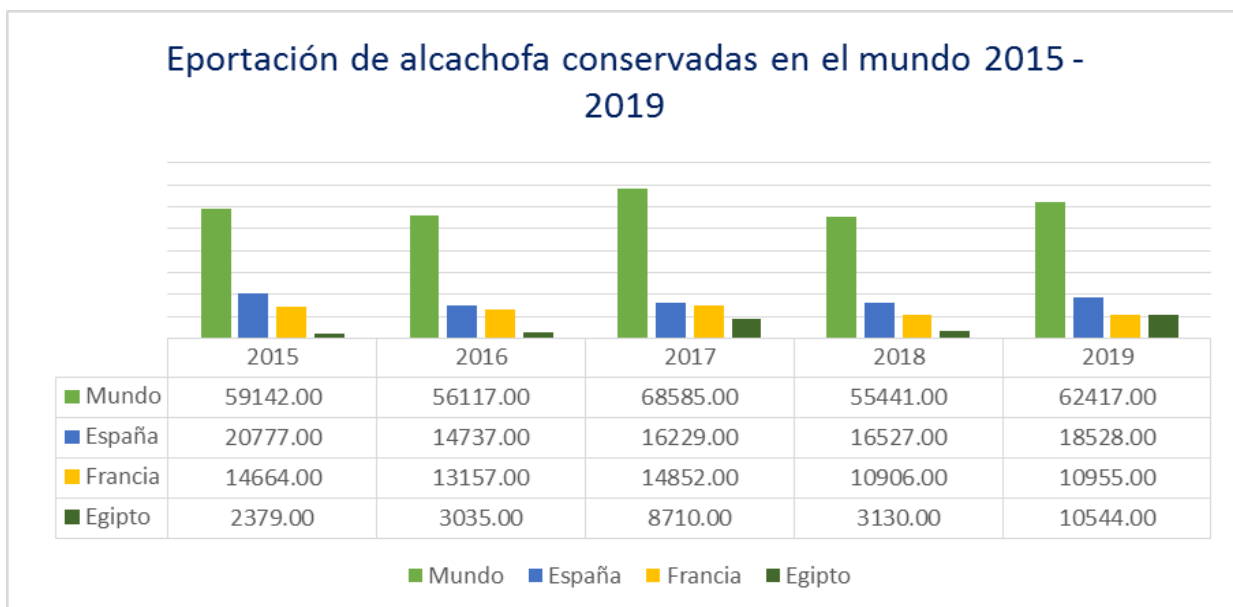 Eportación de alcachofa conservadas en el mundo 2015 -
2019
2015 2016 2017 2018 2019
Mundo 59142.00 56117.00 68585.00 55441.00 62417.00
España 20777.00 14737.00 16229.00 16527.00 18528.00
Francia 14664.00 13157.00 14852.00 10906.00 10955.00
Egipto 2379.00 3035.00 8710.00 3130.00 10544.00
Mundo España Francia Egipto